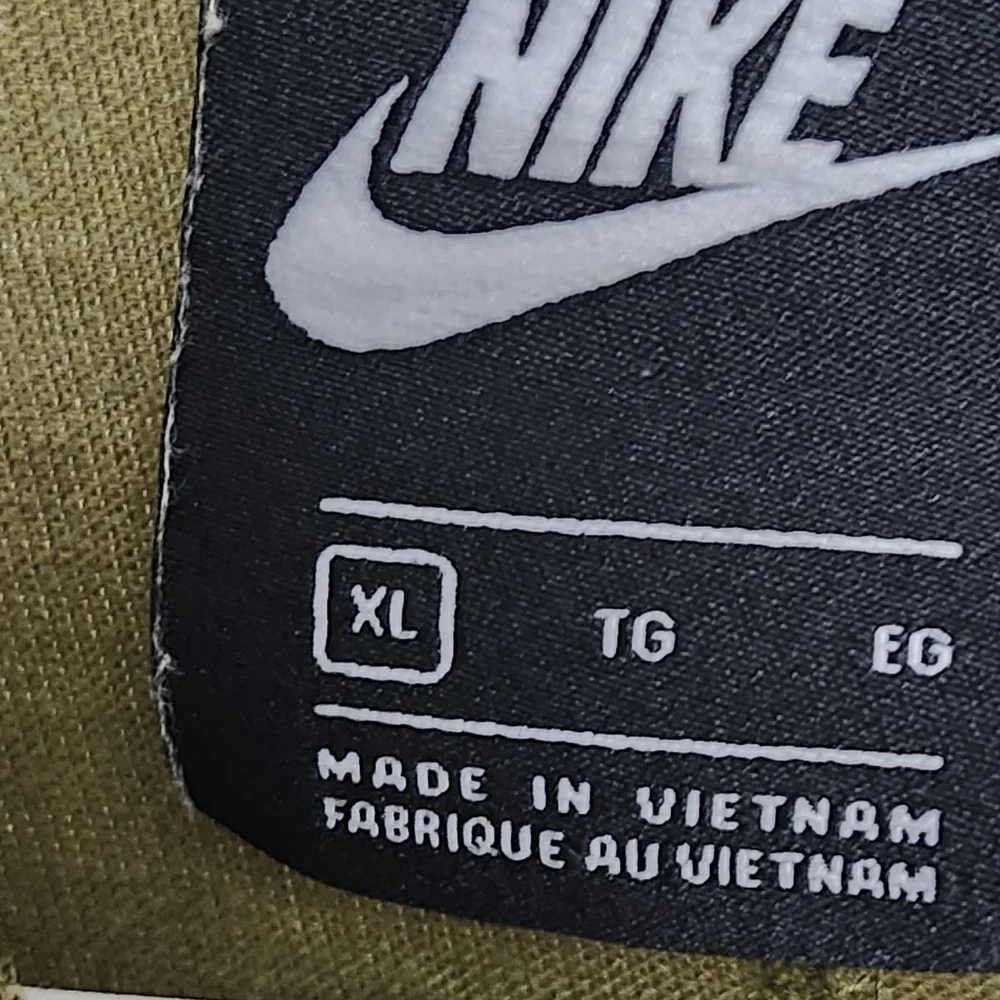 NIKE
XL TG EG
MADE IN VIETNAM
FABRIQUE AU VIETNAM